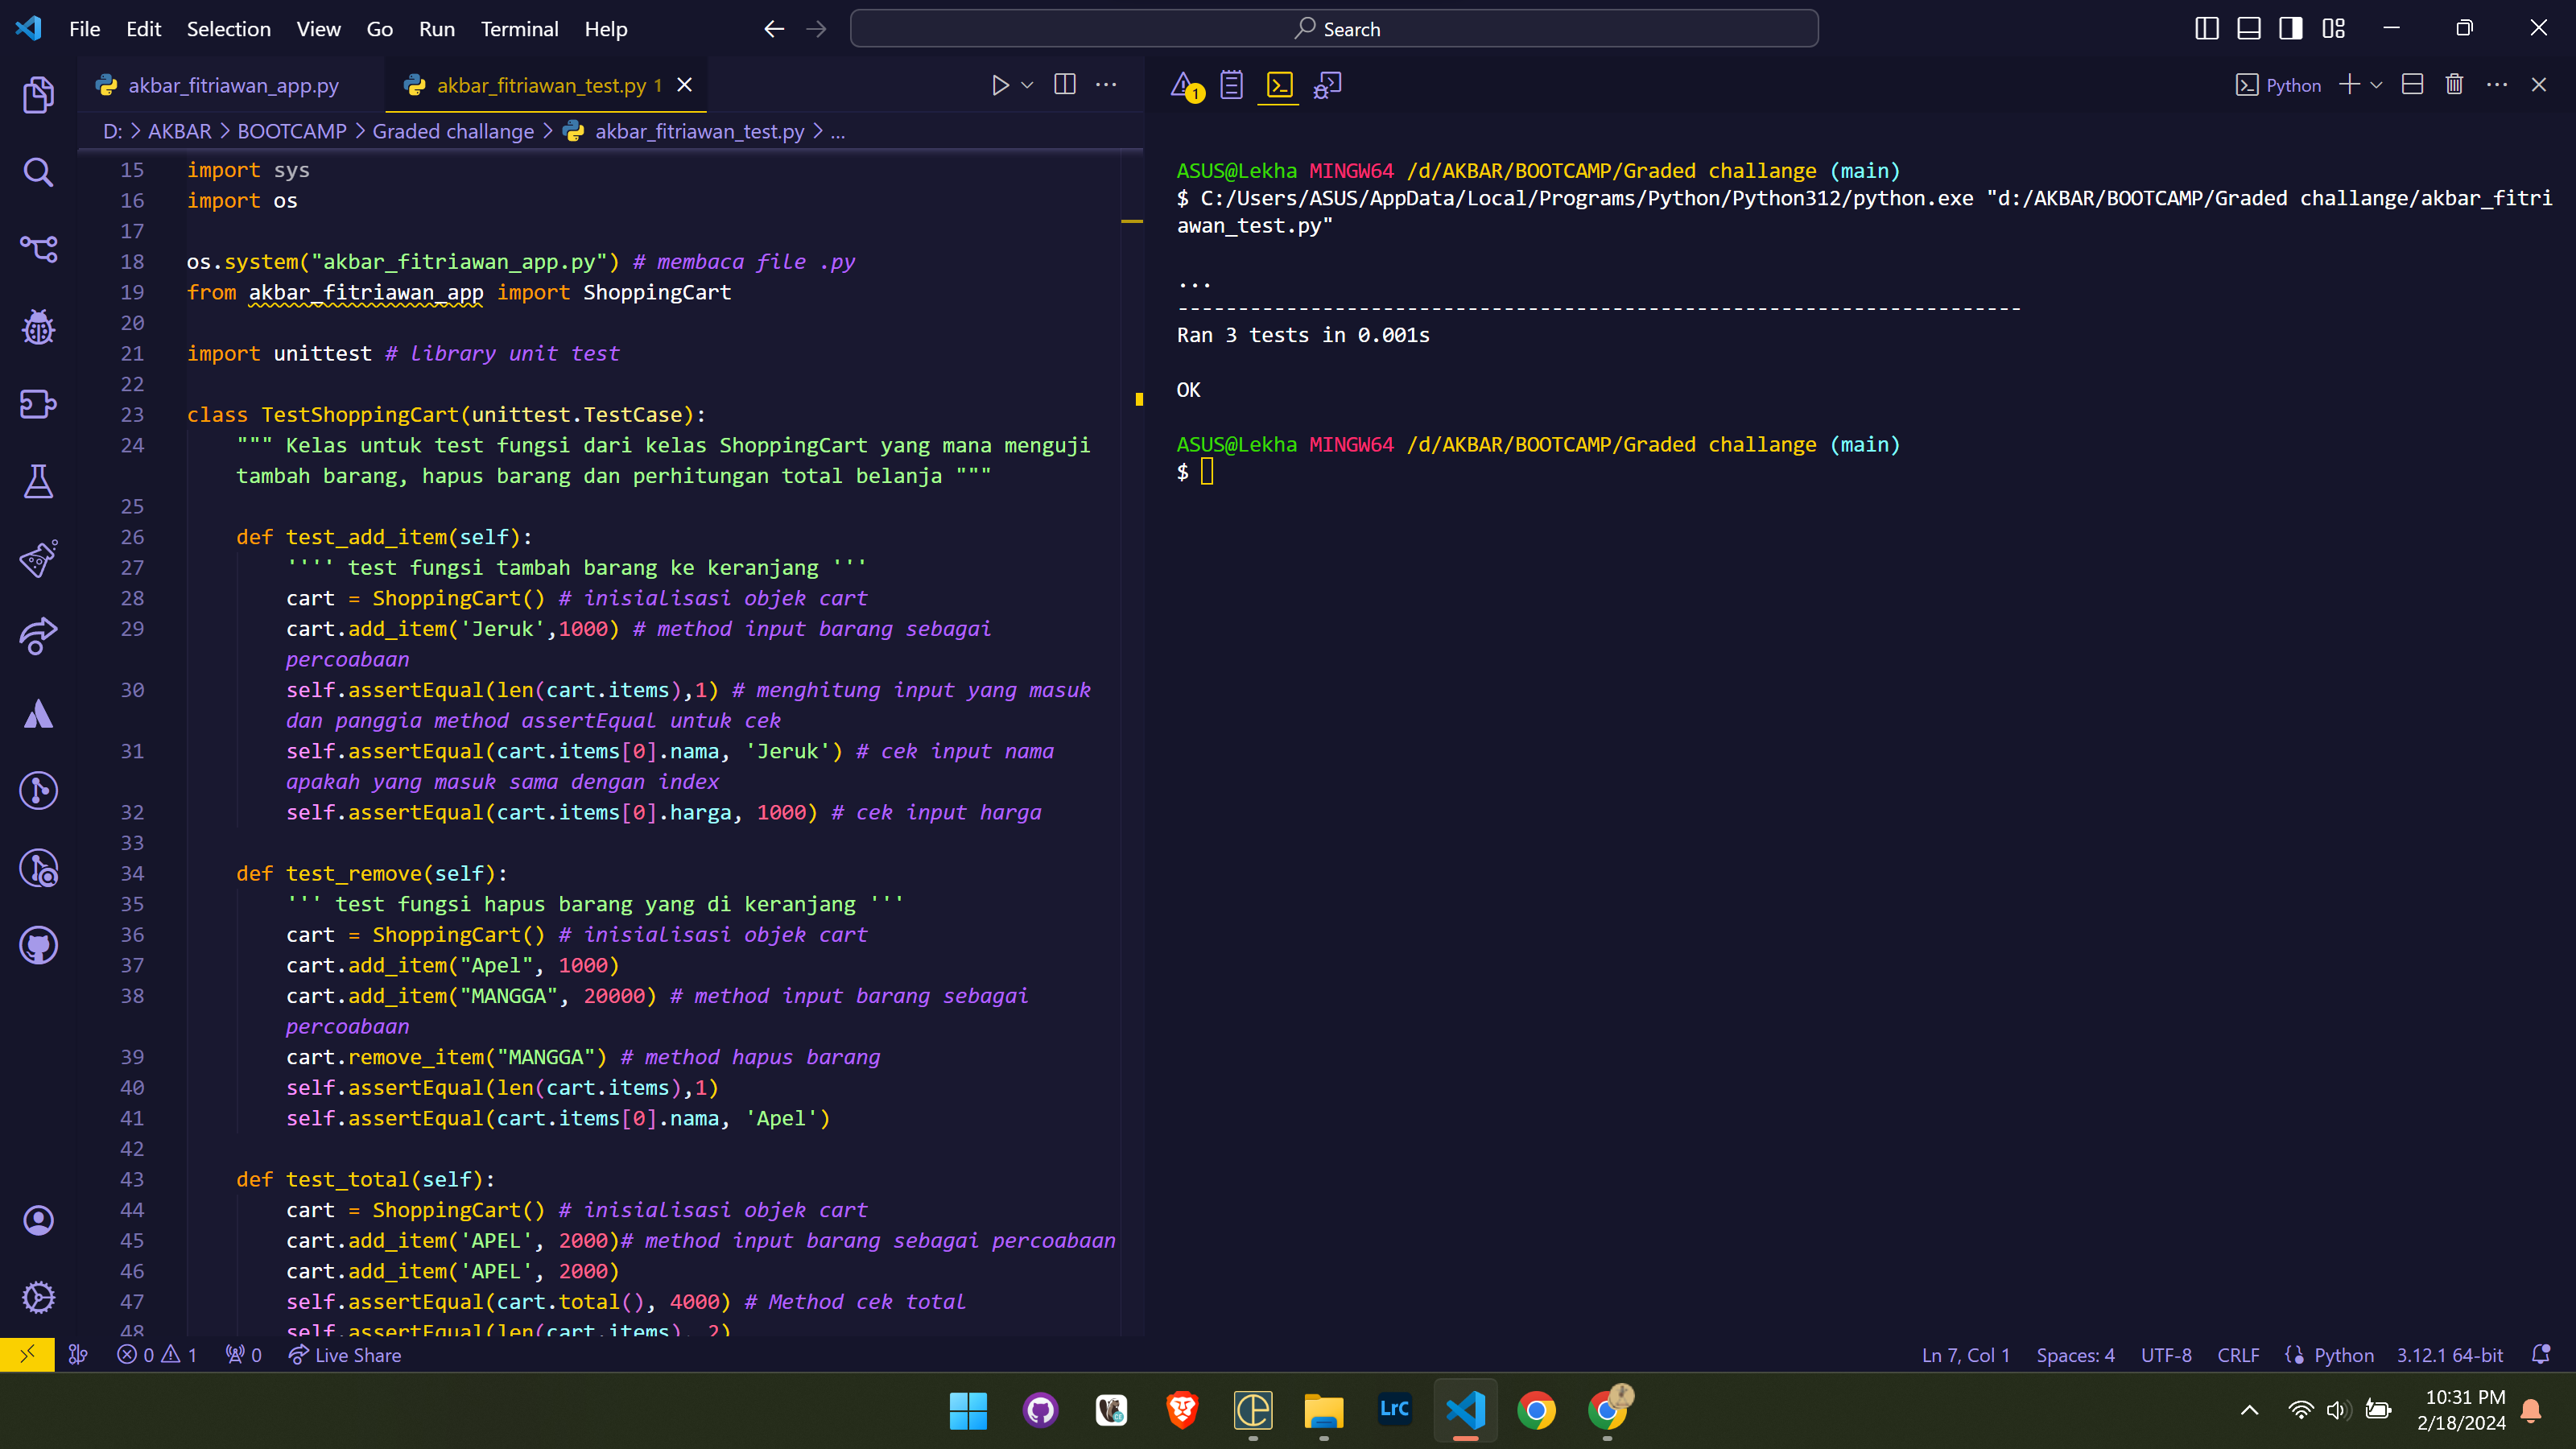 File Edit Selection View Go Run Terminal Help
Search
akbar_fitriawan_app.py
akbar_fitriawan_test.py 1
D: > AKBAR > BOOTCAMP > Graded challange > akbar_fitriawan_test.py > ...
15 import sys
16 import os
17
18 os.system("akbar_fitriawan_app.py") # membaca file .py
19 from akbar_fitriawan_app import ShoppingCart
20
21 import unittest # library unit test
22
23 class TestShoppingCart(unittest.TestCase):
24 """ Kelas untuk test fungsi dari kelas ShoppingCart yang mana menguji
tambah barang, hapus barang dan perhitungan total belanja """
25
26 def test_add_item(self):
27 '''' test fungsi tambah barang ke keranjang '''
28 cart = ShoppingCart() # inisialisasi objek cart
29 cart.add_item('Jeruk',1000) # method input barang sebagai
percoabaan
30 self.assertEqual(len(cart.items),1) # menghitung input yang masuk
dan panggia method assertEqual untuk cek
31 self.assertEqual(cart.items[0].nama, 'Jeruk') # cek input nama
apakah yang masuk sama dengan index
32 self.assertEqual(cart.items[0].harga, 1000) # cek input harga
33
34 def test_remove(self):
35 ''' test fungsi hapus barang yang di keranjang '''
36 cart = ShoppingCart() # inisialisasi objek cart
37 cart.add_item("Apel", 1000)
38 cart.add_item("MANGGA", 20000) # method input barang sebagai
percoabaan
39 cart.remove_item("MANGGA") # method hapus barang
40 self.assertEqual(len(cart.items),1)
41 self.assertEqual(cart.items[0].nama, 'Apel')
42
43 def test_total(self):
44 cart = ShoppingCart() # inisialisasi objek cart
45 cart.add_item('APEL', 2000)# method input barang sebagai percoabaan
46 cart.add_item('APEL', 2000)
47 self.assertEqual(cart.total(), 4000) # Method cek total
48 self.assertEqual(len(cart.items), 2)
1
Python
ASUS@Lekha MINGW64 /d/AKBAR/BOOTCAMP/Graded challange (main)
$ C:/Users/ASUS/AppData/Local/Programs/Python/Python312/python.exe "d:/AKBAR/BOOTCAMP/Graded challange/akbar_fitri
awan_test.py"
...
----------------------------------------------------------------------
Ran 3 tests in 0.001s
OK
ASUS@Lekha MINGW64 /d/AKBAR/BOOTCAMP/Graded challange (main)
$
0 1 0 Live Share
Ln 7, Col 1 Spaces: 4 UTF-8 CRLF Python 3.12.1 64-bit
LrC
10:31 PM
2/18/2024